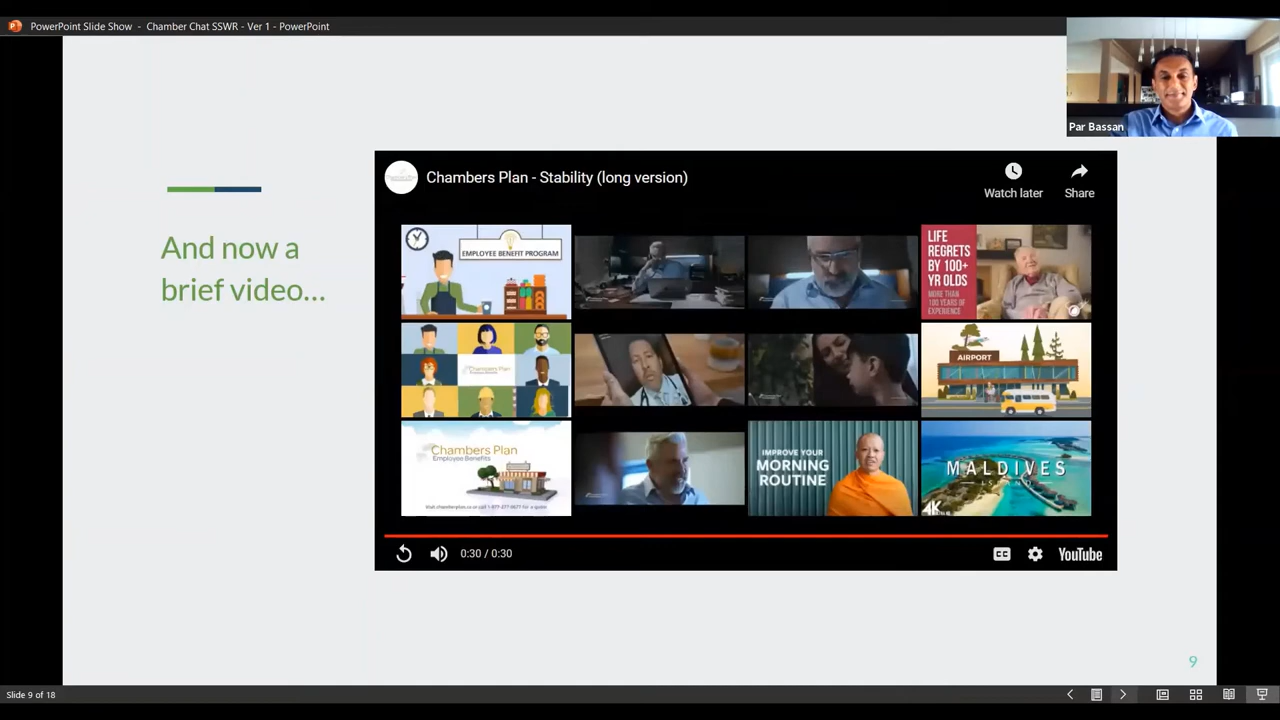 PowerPoint Slide Show - Chamber Chat SSWR - Ver 1 - PowerPoint
Par Bassan
And now a
brief video...
Chambers Plan - Stability (long version)
Watch later
Share
EMPLOYEE BENEFIT PROGRAM
LIFE
REGRETS
BY 100+
YR OLDS
MORE THAN
100 YEARS OF
EXPERIENCE
Chambers Plan
AIRPORT
Chambers Plan
Employee Benefits
IMPROVE YOUR
MORNING
ROUTINE
MALDIVES
ISLAND
4K
0:30 / 0:30
CC
YouTube
9
Slide 9 of 18